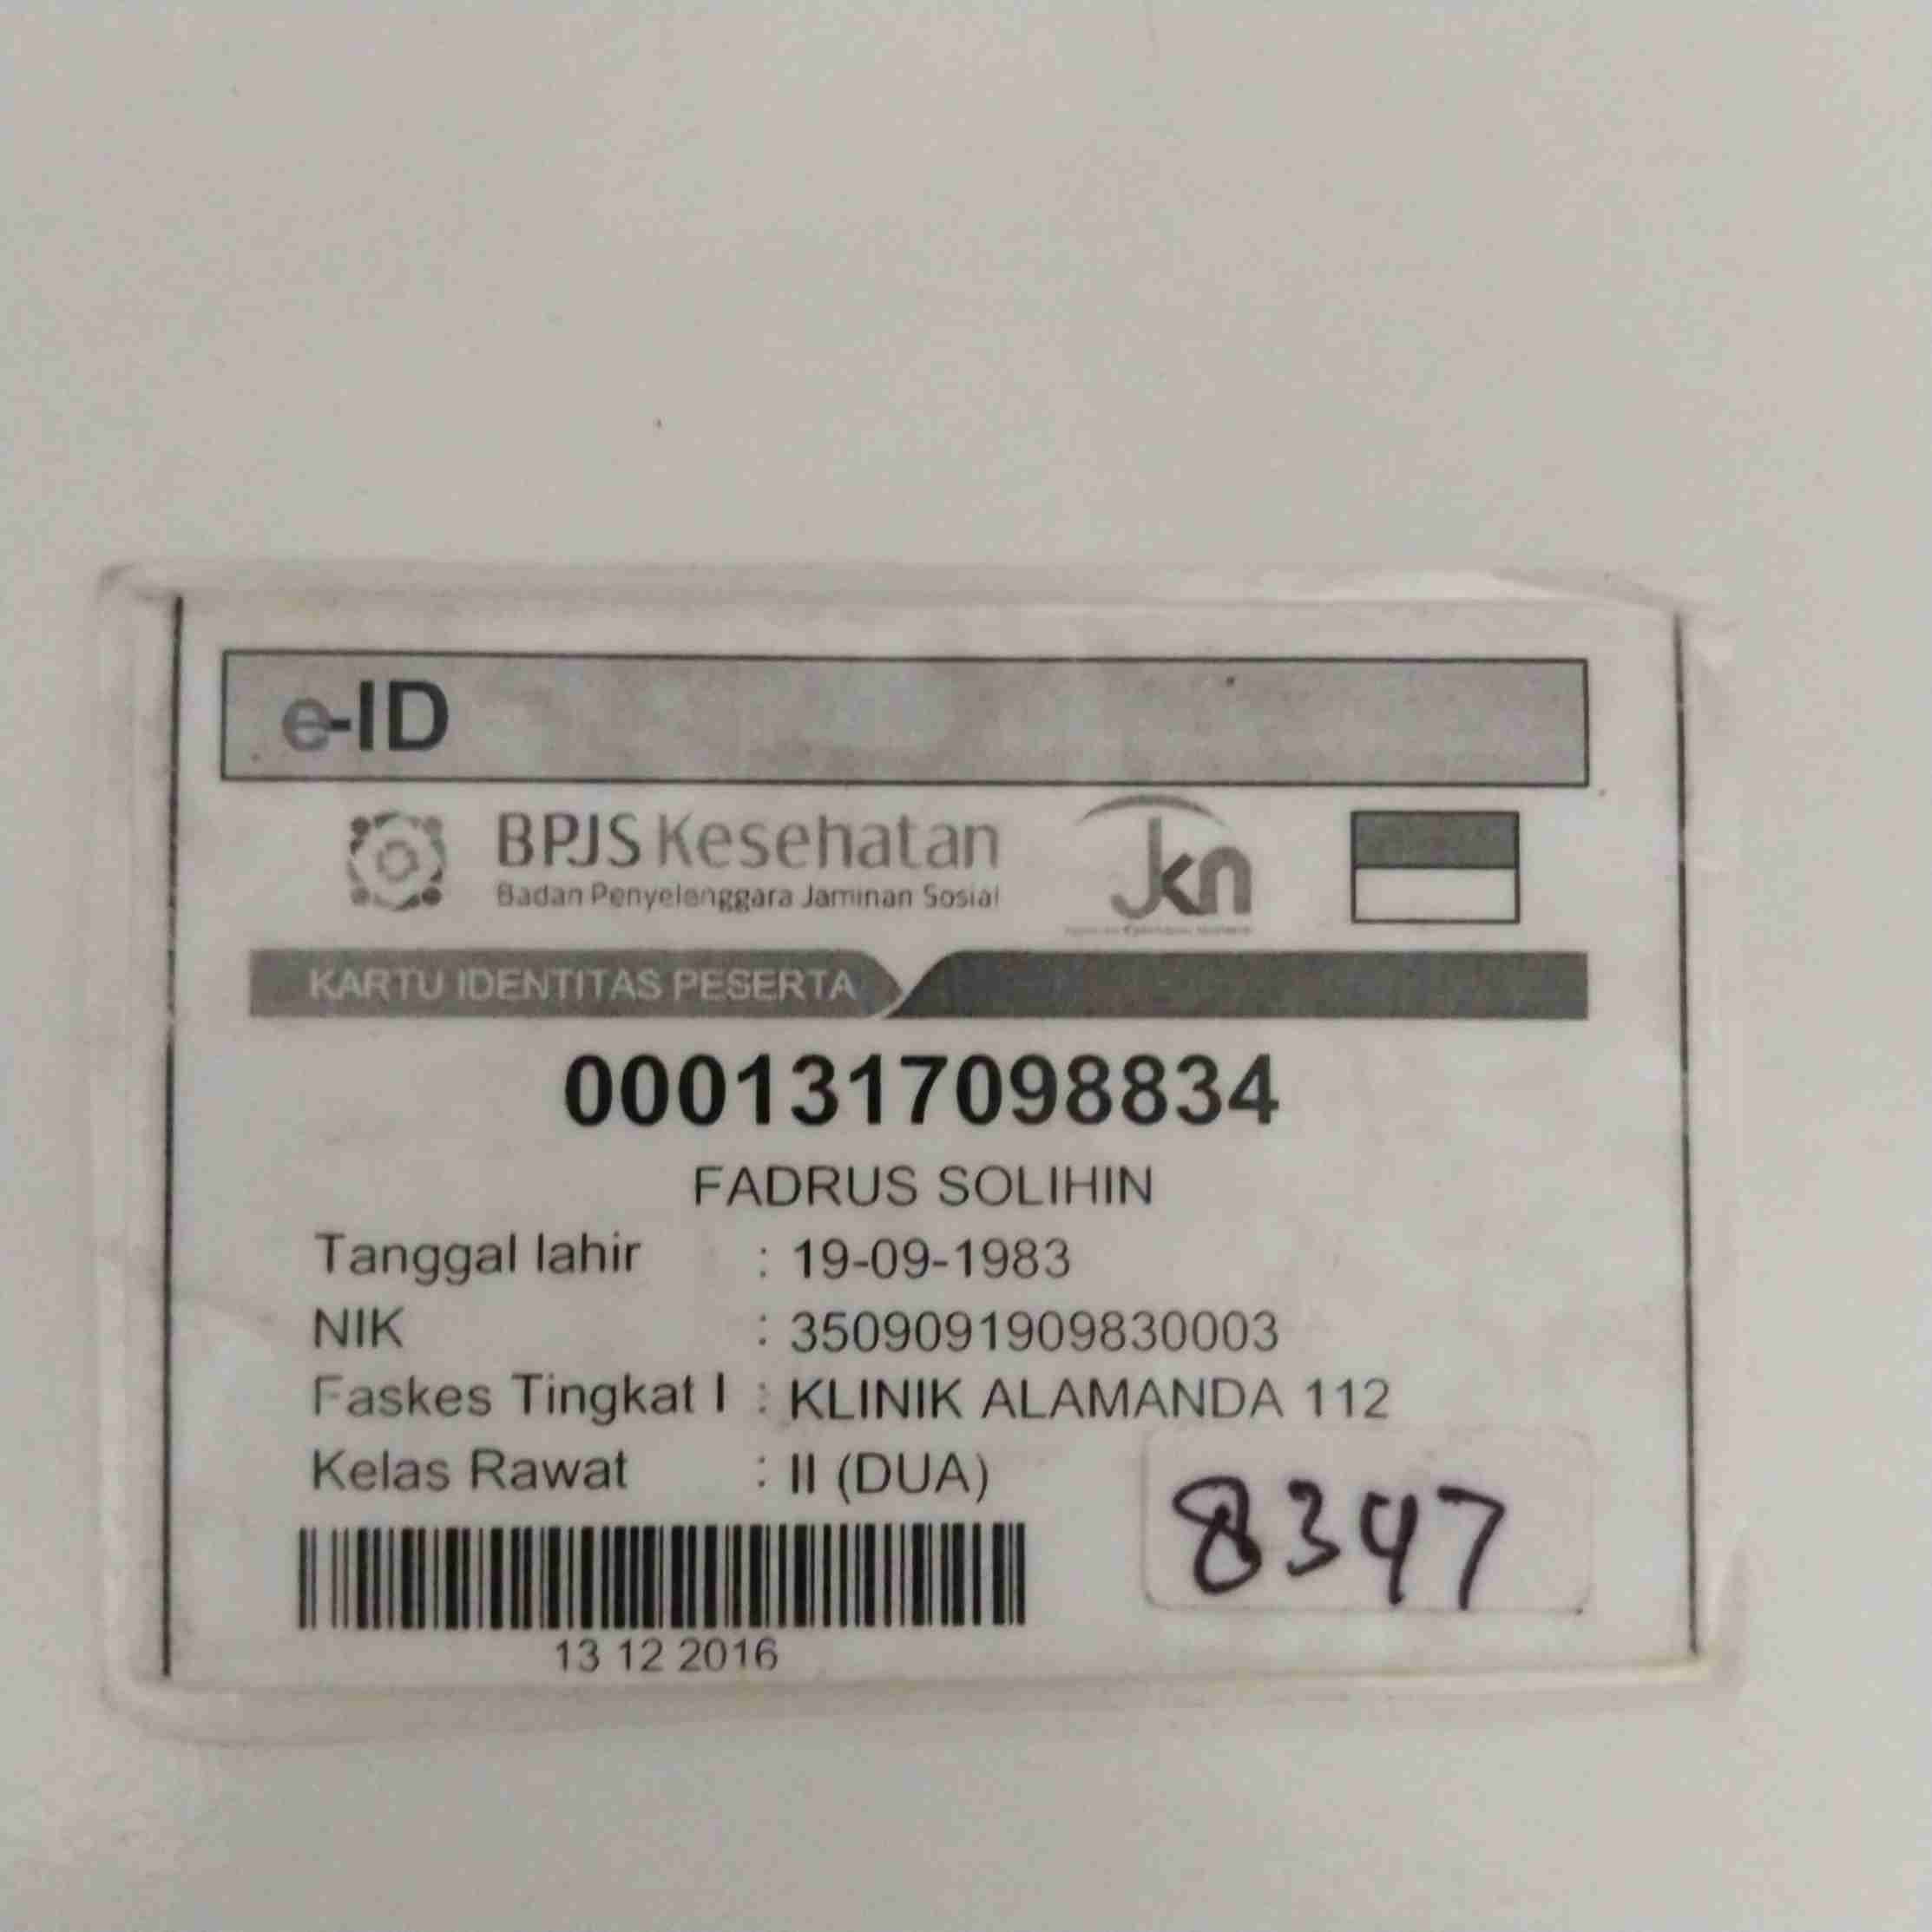 e-ID
BPJS Kesehatan
Badan Penyelenggara Jaminan Sosial
Jkn
KARTU IDENTITAS PESERTA
0001317098834
FADRUS SOLIHIN
Tanggal lahir : 19-09-1983
NIK : 3509091909830003
Faskes Tingkat I : KLINIK ALAMANDA 112
Kelas Rawat : II (DUA)
8347
13 12 2016